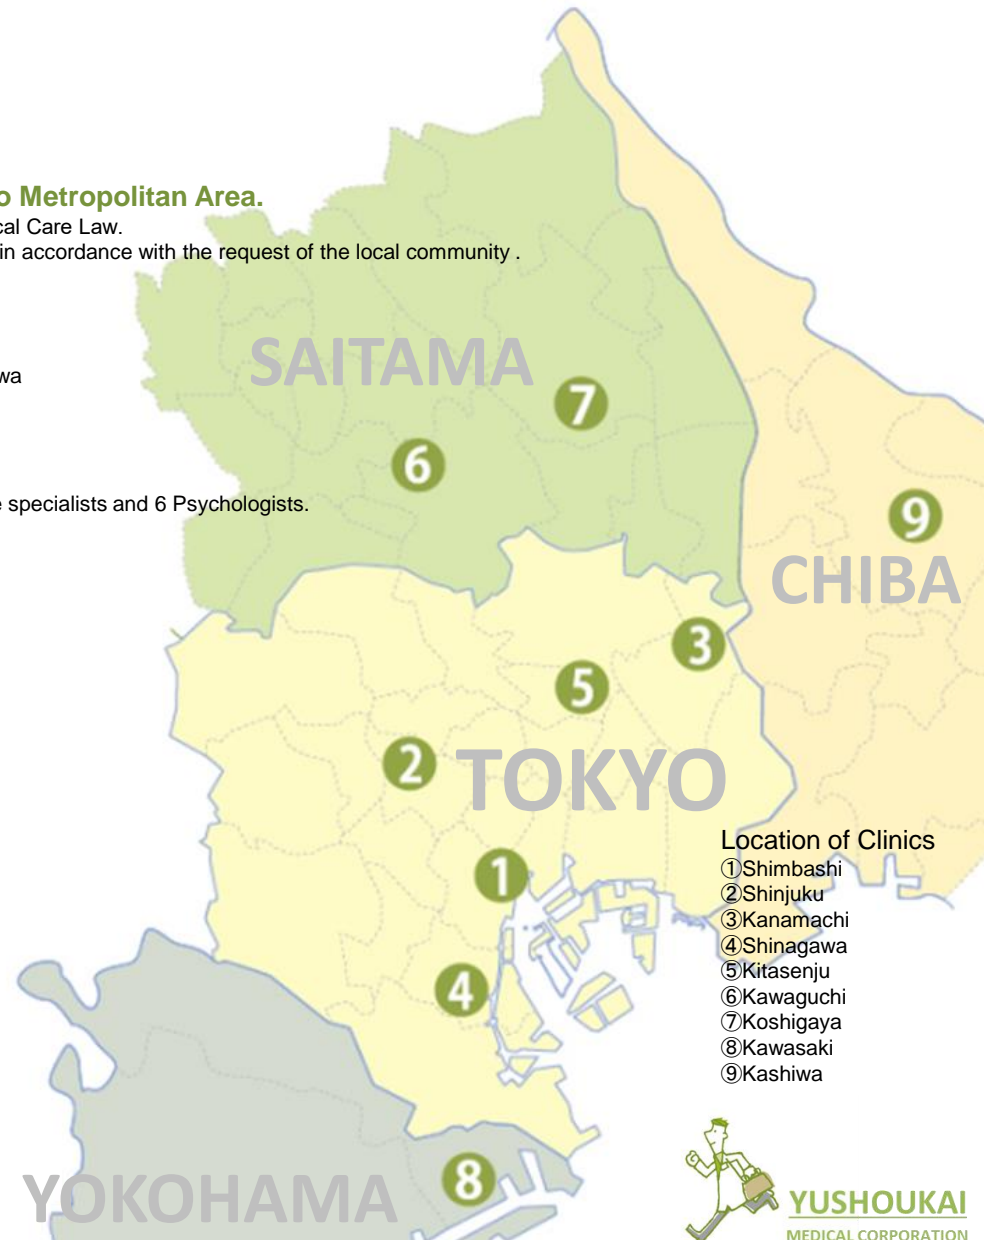 o Metropolitan Area.
cal Care Law.
in accordance with the request of the local community .
SAITAMA
wa
7
6
e specialists and 6 Psychologists.
9
CHIBA
3
5
2
TOKYO
Location of Clinics
①Shimbashi
1
②Shinjuku
③Kanamachi
④Shinagawa
4
⑤Kitasenju
⑥Kawaguchi
⑦Koshigaya
⑧Kawasaki
⑨Kashiwa
8
YOKOHAMA
YUSHOUKAI
MEDICAL CORPORATION